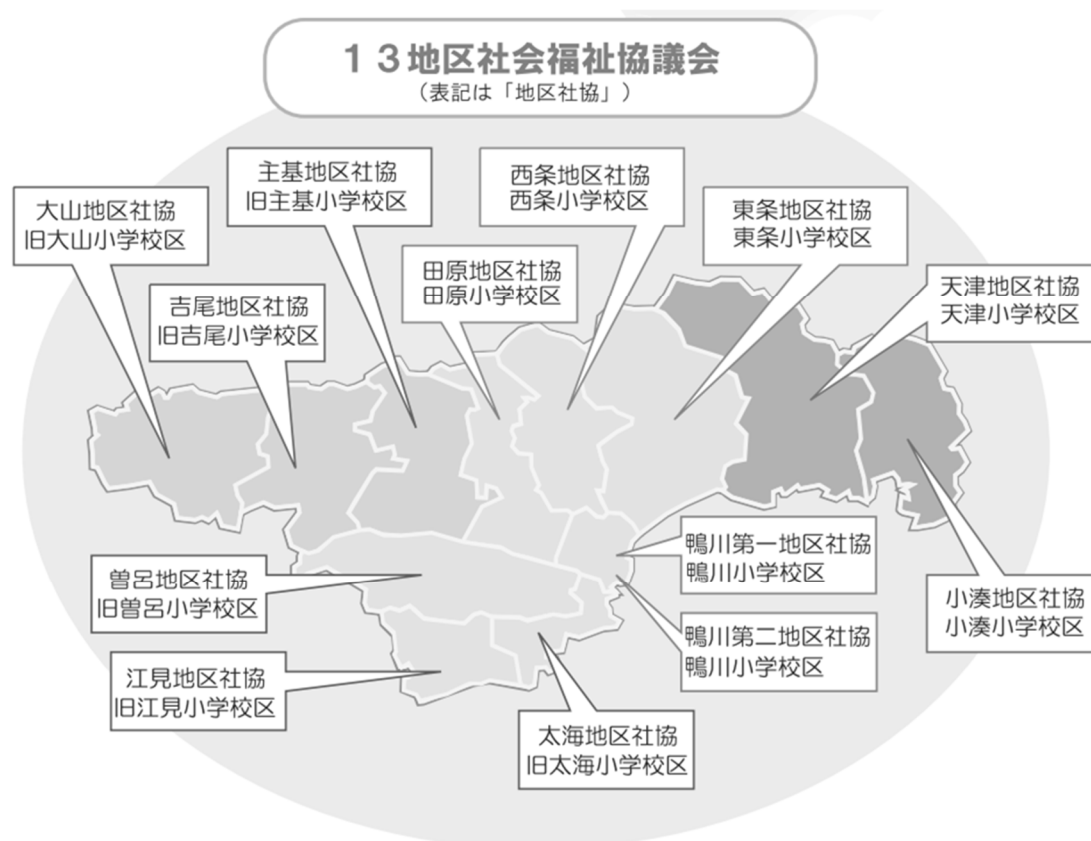 １３地区社会福祉協議会
（表記は「地区社協」）
主基地区社協
旧主基小学校区
西条地区社協
西条小学校区
大山地区社協
旧大山小学校区
東条地区社協
東条小学校区
田原地区社協
田原小学校区
天津地区社協
天津小学校区
吉尾地区社協
旧吉尾小学校区
鴨川第一地区社協
鴨川小学校区
曽呂地区社協
旧曽呂小学校区
小湊地区社協
小湊小学校区
鴨川第二地区社協
鴨川小学校区
江見地区社協
旧江見小学校区
太海地区社協
旧太海小学校区